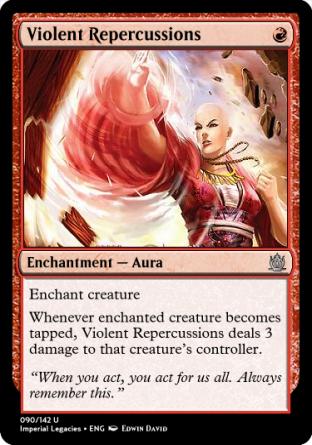 Violent Repercussions
Enchantment — Aura
Enchant creature
Whenever enchanted creature becomes
tapped, Violent Repercussions deals 3
damage to that creature's controller.
"When you act, you act for us all. Always
remember this."
090/142 U
Imperial Legacies • ENG Edwin David